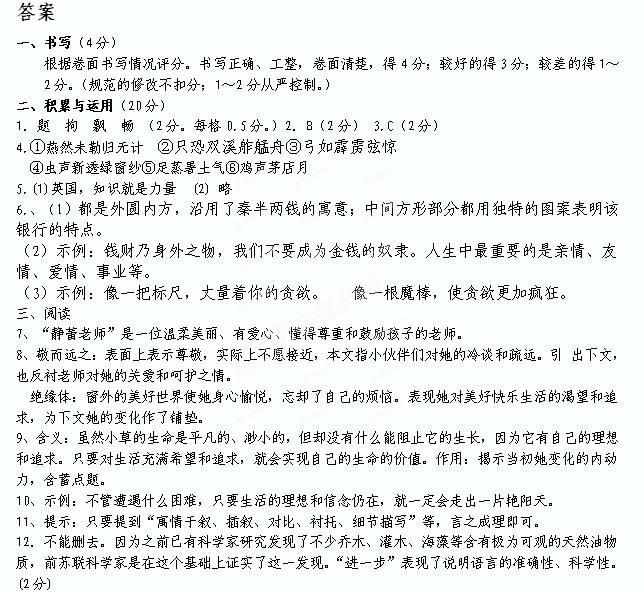 答案
一、书写（4分）
根据卷面书写情况评分。书写正确、工整，卷面清楚，得4分；较好的得3分；较差的得1～
2分。（规范的修改不扣分；1～2分从严控制。）
二、积累与运用（20分）
1．题 拘 飘 畅 （2分。每格0.5分。）2．B（2分） 3.C（2分）
4.①燕然未勒归无计 ②只恐双溪舴艋舟③弓如霹雳弦惊
④虫声新透绿窗纱⑤足蒸暑土气⑥鸡声茅店月
5．(1)英国，知识就是力量 (2) 略
6.、（1）都是外圆内方，沿用了秦半两钱的寓意；中间方形部分都用独特的图案表明该
银行的特点。
（2）示例：钱财乃身外之物，我们不要成为金钱的奴隶。人生中最重要的是亲情、友
情、爱情、事业等。
（3）示例：像一把标尺，丈量着你的贪欲。 像一根魔棒，使贪欲更加疯狂。
三、阅读
7、“静蕾老师”是一位温柔美丽、有爱心、懂得尊重和鼓励孩子的老师。
8、敬而远之：表面上表示尊敬，实际上不愿接近，本文指小伙伴们对她的冷谈和疏远。引 出下文，
也反衬老师对她的关爱和呵护之情。
绝缘体：窗外的美好世界使她身心愉悦，忘却了自己的烦恼。表现她对美好快乐生活的渴望和追
求，为下文她的变化作了铺垫。
9、含义：虽然小草的生命是平凡的、渺小的，但却没有什么能阻止它的生长，因为它有自己的理想
和追求。只要对生活充满希望和追求，就会实现自己的生命的价值。作用：揭示当初她变化的内动
力，含蓄点题。
10、示例：不管遭遇什么困难，只要生活的理想和信念仍在，就一定会走出一片艳阳天。
11、提示：只要提到“寓情于叙、插叙、对比、衬托、细节描写”等，言之成理即可。
12．不能删去。因为之前已有科学家研究发现了不少乔木、灌木、海藻等含有极为可观的天然油物
质，前苏联科学家是在这个基础上证实了这一发现。“进一步”表现了说明语言的准确性、科学性。
（2分）